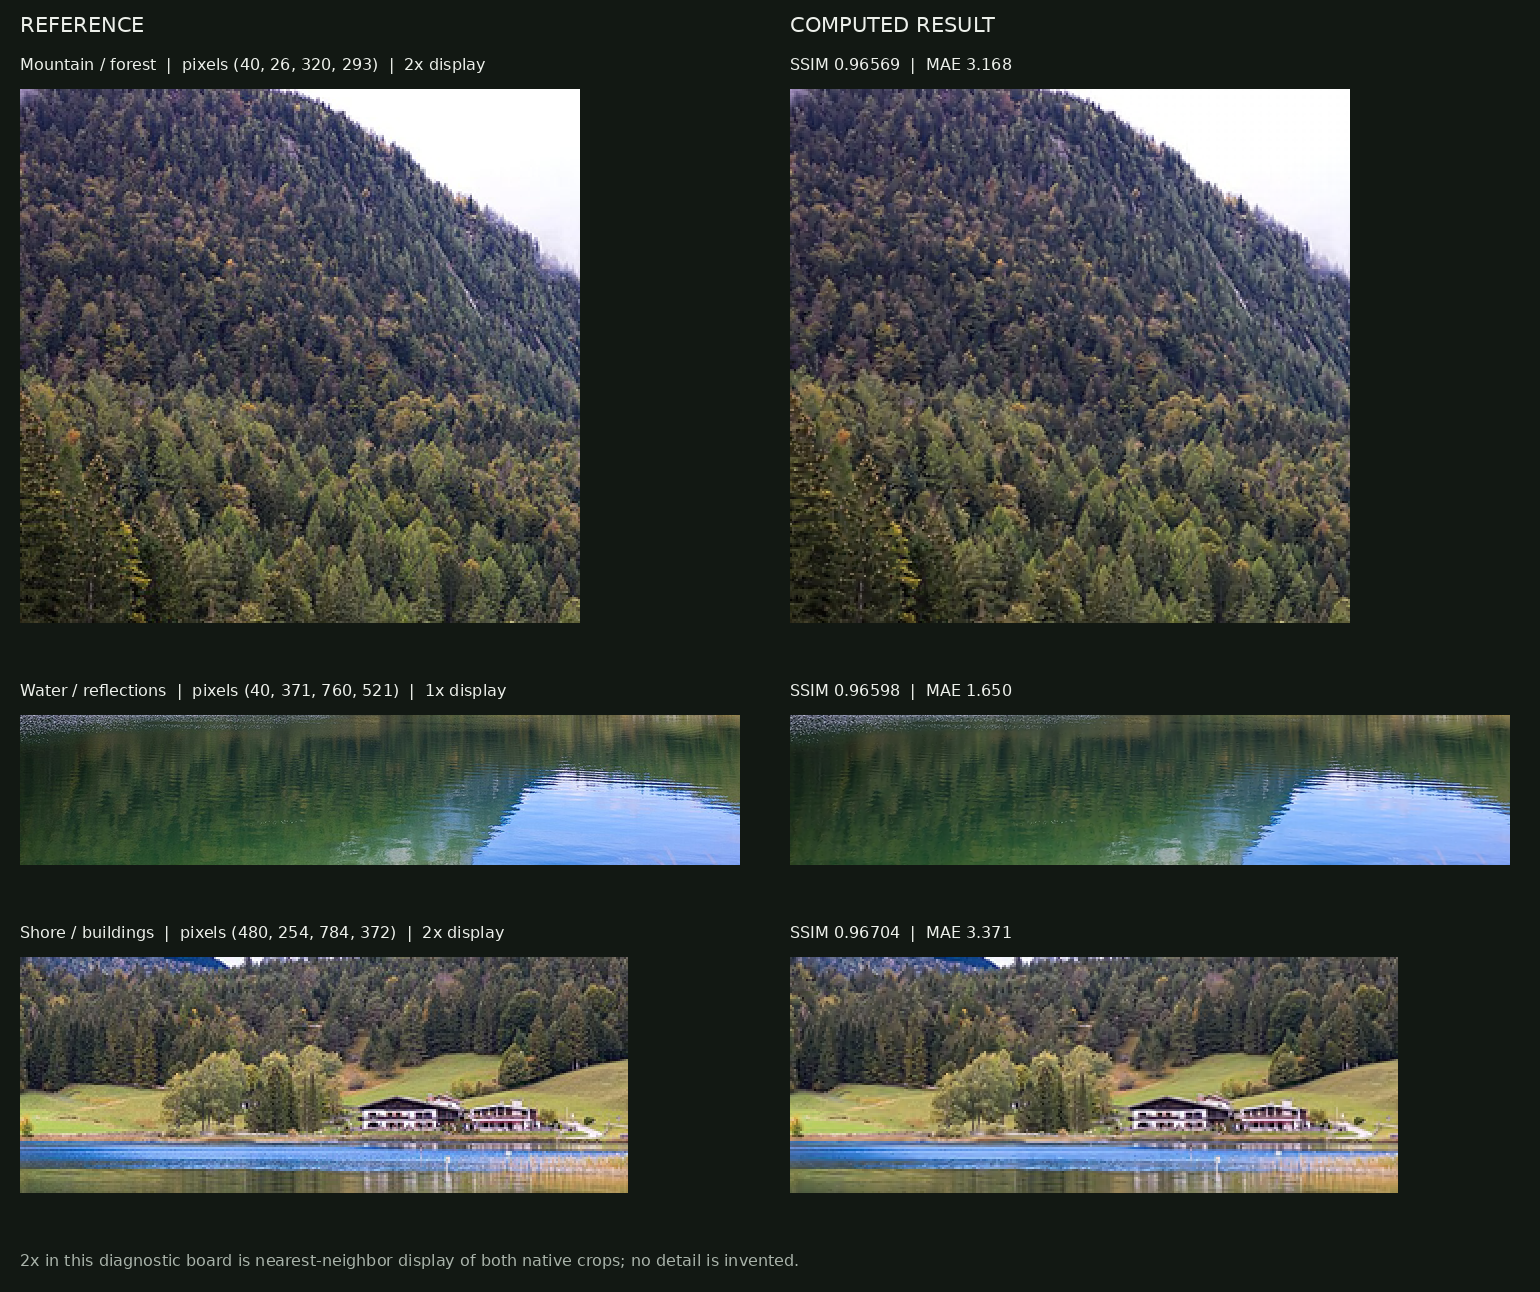 REFERENCE
COMPUTED RESULT
Mountain / forest | pixels (40, 26, 320, 293) | 2x display
SSIM 0.96569 | MAE 3.168
Water / reflections | pixels (40, 371, 760, 521) | 1x display
SSIM 0.96598 | MAE 1.650
Shore / buildings | pixels (480, 254, 784, 372) | 2x display
SSIM 0.96704 | MAE 3.371
2x in this diagnostic board is nearest-neighbor display of both native crops; no detail is invented.